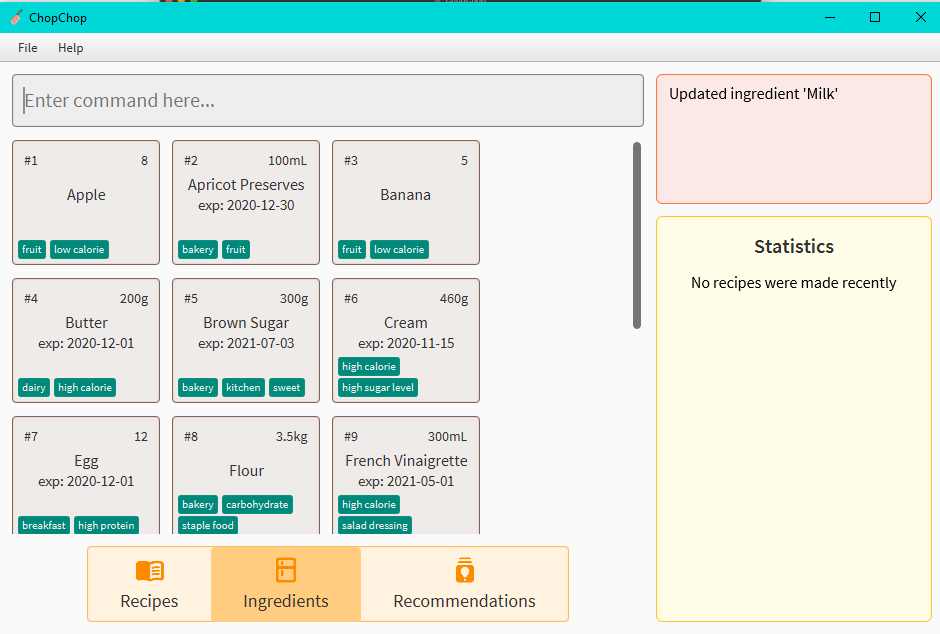 ChopChop
File Help
Enter command here...
Updated ingredient 'Milk'
#1 8
Apple
fruit low calorie
#2 100mL
Apricot Preserves
exp: 2020-12-30
bakery fruit
#3 5
Banana
fruit low calorie
#4 200g
Butter
exp: 2020-12-01
dairy high calorie
#5 300g
Brown Sugar
exp: 2021-07-03
bakery kitchen sweet
#6 460g
Cream
exp: 2020-11-15
high calorie
high sugar level
#7 12
Egg
exp: 2020-12-01
breakfast high protein
#8 3.5kg
Flour
bakery carbohydrate
staple food
#9 300mL
French Vinaigrette
exp: 2021-05-01
high calorie
salad dressing
Statistics
No recipes were made recently
Recipes Ingredients Recommendations